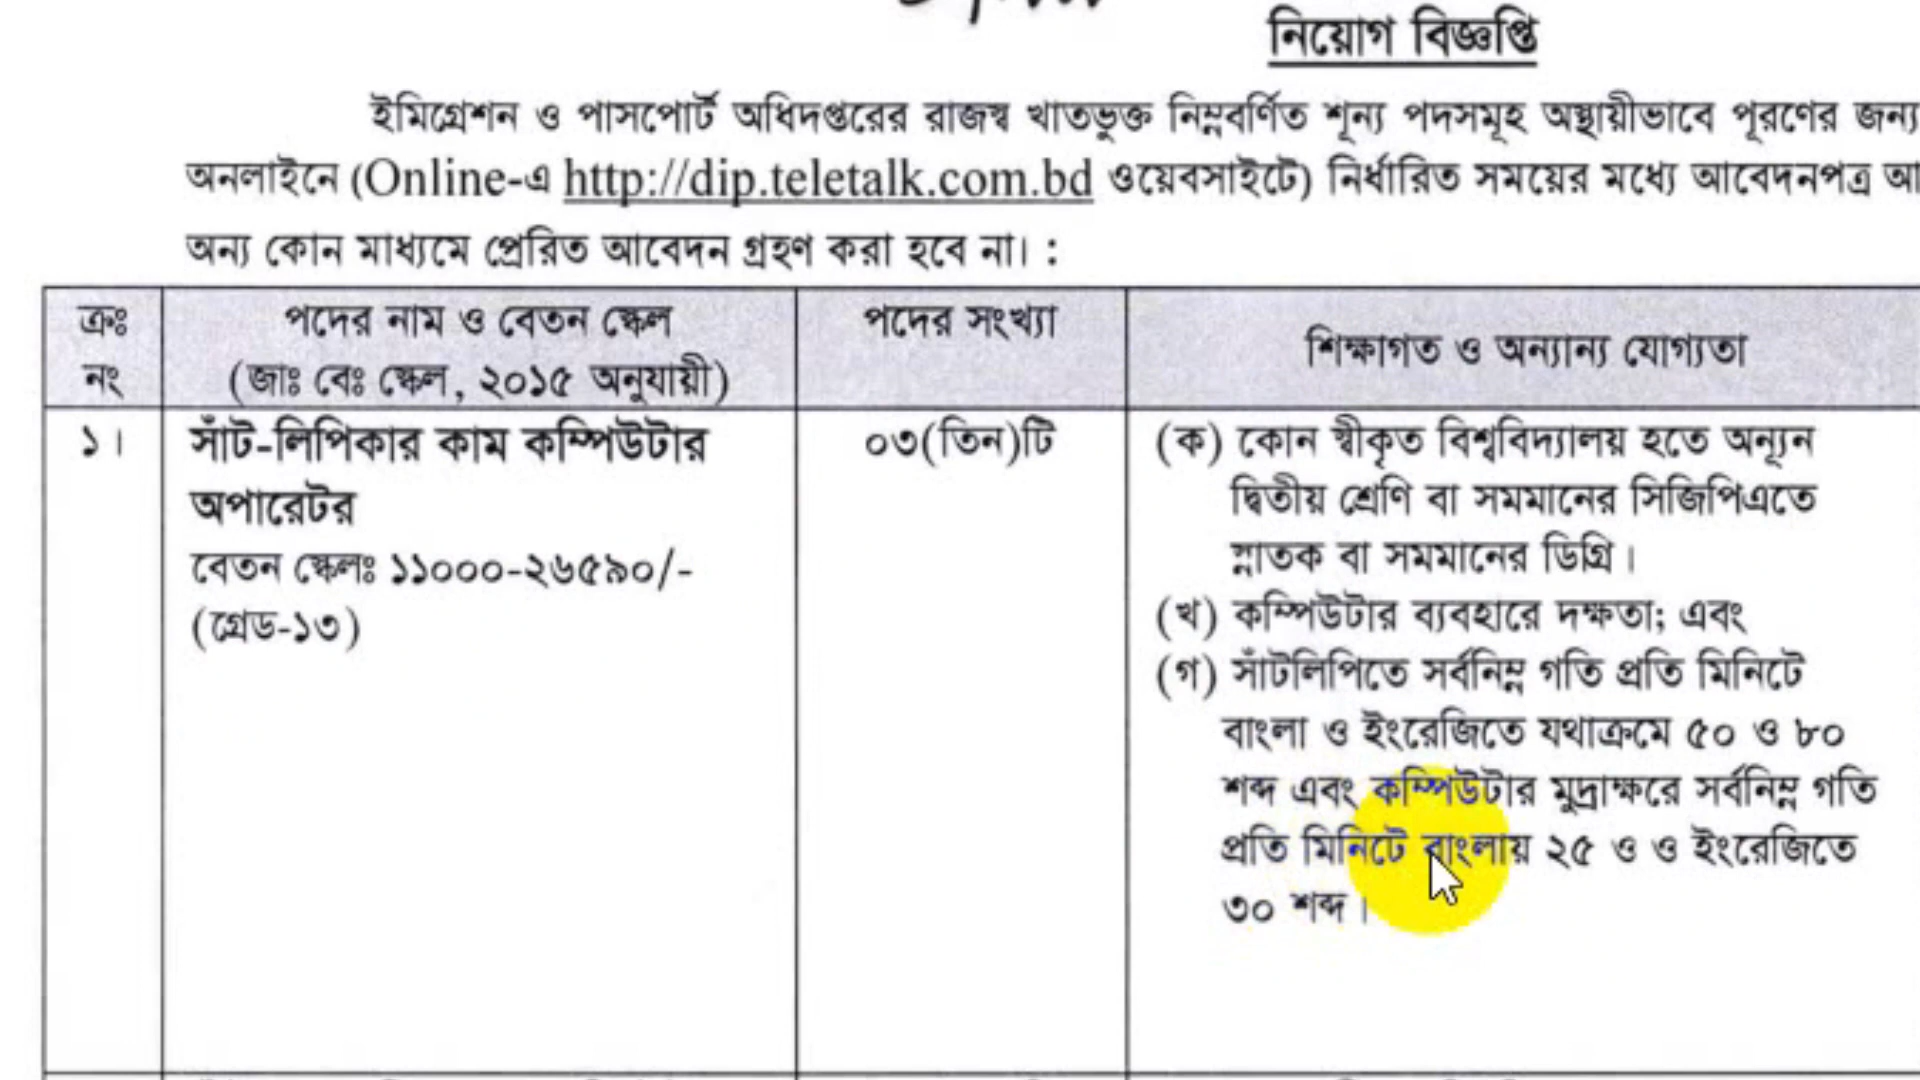 নিয়োগ বিজ্ঞপ্তি
ইমিগ্রেশন ও পাসপোর্ট অধিদপ্তরের রাজস্ব খাতভুক্ত নিম্নবর্ণিত শূন্য পদসমূহ অস্থায়ীভাবে পূরণের জন্য
অনলাইনে (Online-এ http://dip.teletalk.com.bd ওয়েবসাইটে) নির্ধারিত সময়ের মধ্যে আবেদনপত্র আ
অন্য কোন মাধ্যমে প্রেরিত আবেদন গ্রহণ করা হবে না। :
ক্রঃ
নং
পদের নাম ও বেতন স্কেল
(জাঃ বেঃ স্কেল, ২০১৫ অনুযায়ী)
পদের সংখ্যা
শিক্ষাগত ও অন্যান্য যোগ্যতা
১।
সাঁট-লিপিকার কাম কম্পিউটার
অপারেটর
বেতন স্কেলঃ ১১০০০-২৬৫৯০/-
(গ্রেড-১৩)
০৩(তিন)টি
(ক) কোন স্বীকৃত বিশ্ববিদ্যালয় হতে অন্যূন
দ্বিতীয় শ্রেণি বা সমমানের সিজিপিএতে
স্নাতক বা সমমানের ডিগ্রি।
(খ) কম্পিউটার ব্যবহারে দক্ষতা; এবং
(গ) সাঁটলিপিতে সর্বনিম্ন গতি প্রতি মিনিটে
বাংলা ও ইংরেজিতে যথাক্রমে ৫০ ও ৮০
শব্দ এবং কম্পিউটার মুদ্রাক্ষরে সর্বনিম্ন গতি
প্রতি মিনিটে বাংলায় ২৫ ও ও ইংরেজিতে
৩০ শব্দ।